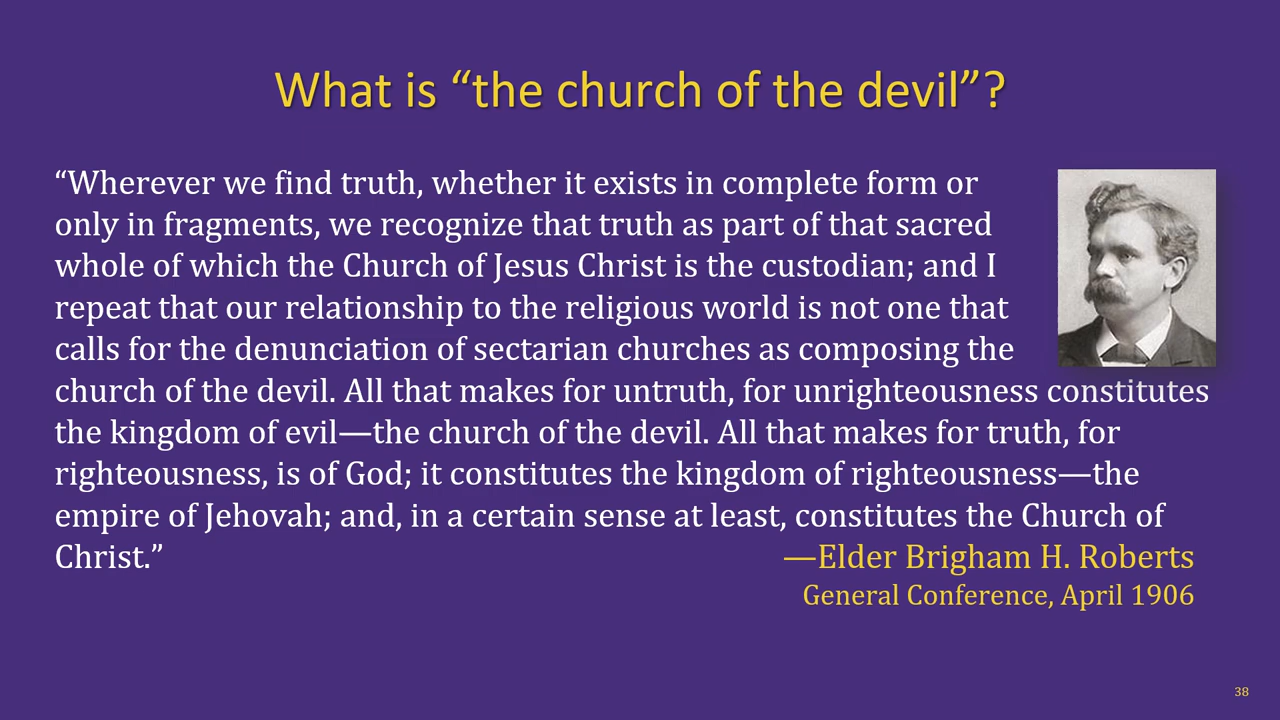 What is “the church of the devil”?
“Wherever we find truth, whether it exists in complete form or
only in fragments, we recognize that truth as part of that sacred
whole of which the Church of Jesus Christ is the custodian; and I
repeat that our relationship to the religious world is not one that
calls for the denunciation of sectarian churches as composing the
church of the devil. All that makes for untruth, for unrighteousness constitutes
the kingdom of evil—the church of the devil. All that makes for truth, for
righteousness, is of God; it constitutes the kingdom of righteousness—the
empire of Jehovah; and, in a certain sense at least, constitutes the Church of
Christ.”
—Elder Brigham H. Roberts
General Conference, April 1906
38